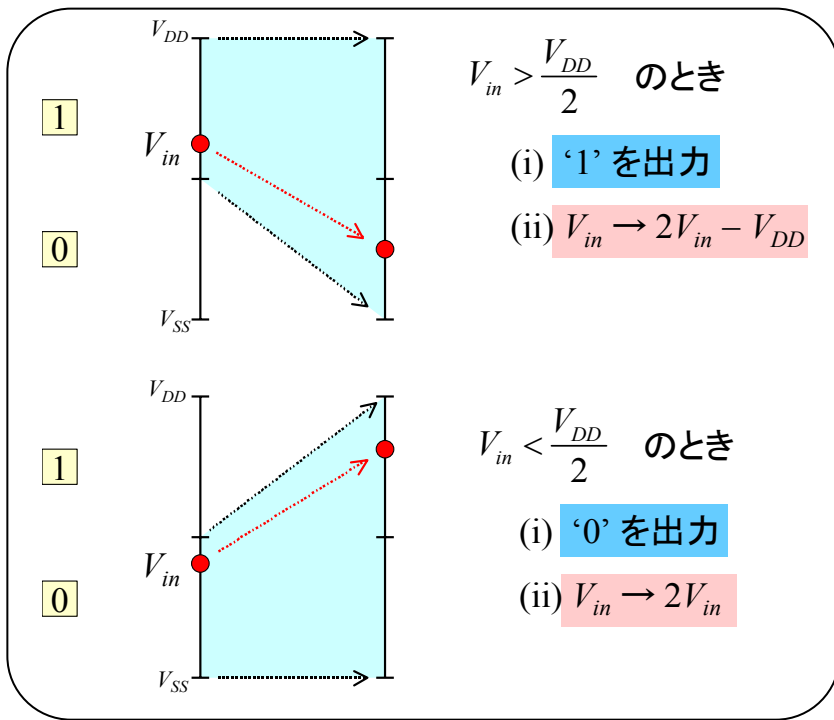 V_DD
V_in > V_DD/2 のとき
1
V_in
(i) ‘1’ を出力
(ii) V_in → 2V_in – V_DD
0
V_SS
V_DD
V_in < V_DD/2 のとき
1
(i) ‘0’ を出力
V_in
(ii) V_in → 2V_in
0
V_SS